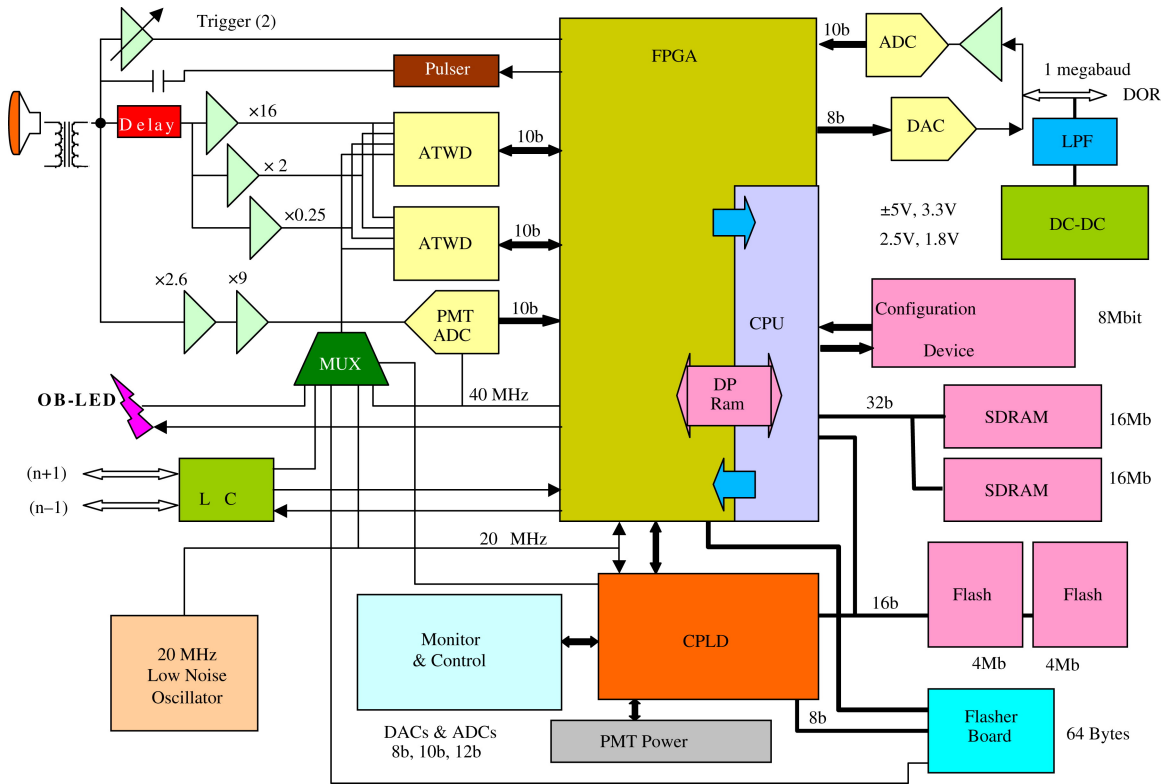 Trigger (2)
Pulser
Delay
×16
× 2
×0.25
×2.6
×9
ATWD
10b
ATWD
10b
PMT
ADC
10b
MUX
40 MHz
OB-LED
(n+1)
(n−1)
L C
20 MHz
20 MHz
Low Noise
Oscillator
FPGA
CPU
DP
Ram
10b
ADC
8b
DAC
1 megabaud
DOR
LPF
±5V, 3.3V
2.5V, 1.8V
DC-DC
Configuration
Device
8Mbit
32b
SDRAM
16Mb
SDRAM
16Mb
16b
Flash
Flash
4Mb
4Mb
Monitor
& Control
DACs & ADCs
8b, 10b, 12b
CPLD
PMT Power
8b
Flasher
Board
64 Bytes